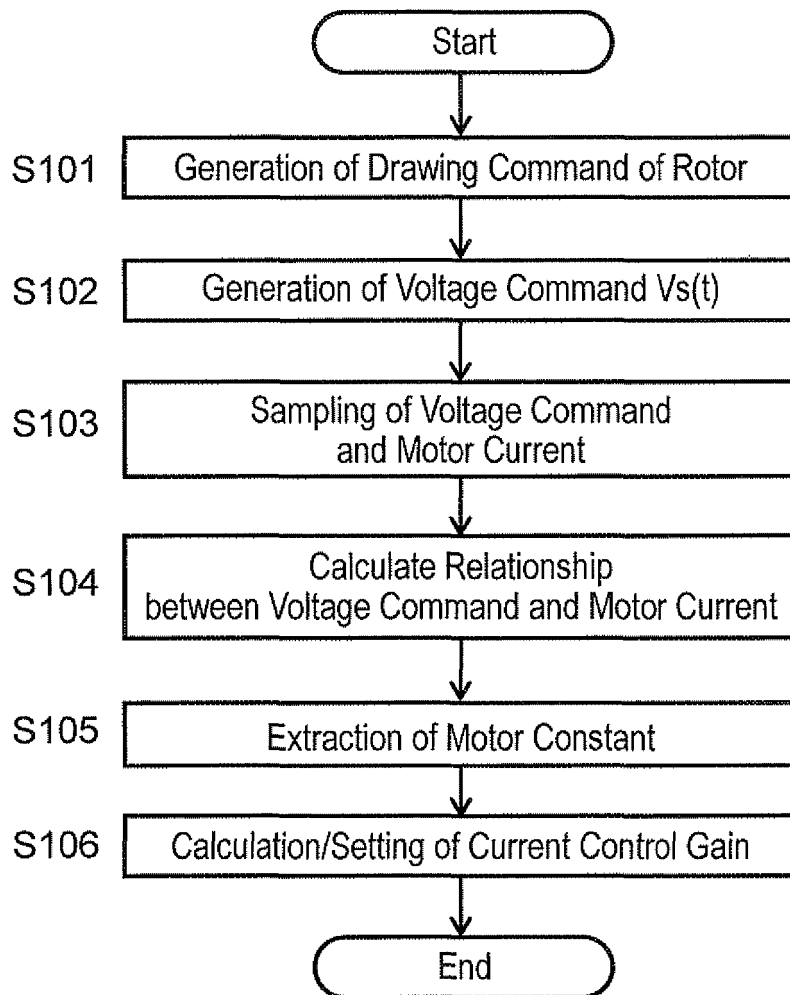 Start
S101
Generation of Drawing Command of Rotor
S102
Generation of Voltage Command Vs(t)
S103
Sampling of Voltage Command
and Motor Current
S104
Calculate Relationship
between Voltage Command and Motor Current
S105
Extraction of Motor Constant
S106
Calculation/Setting of Current Control Gain
End